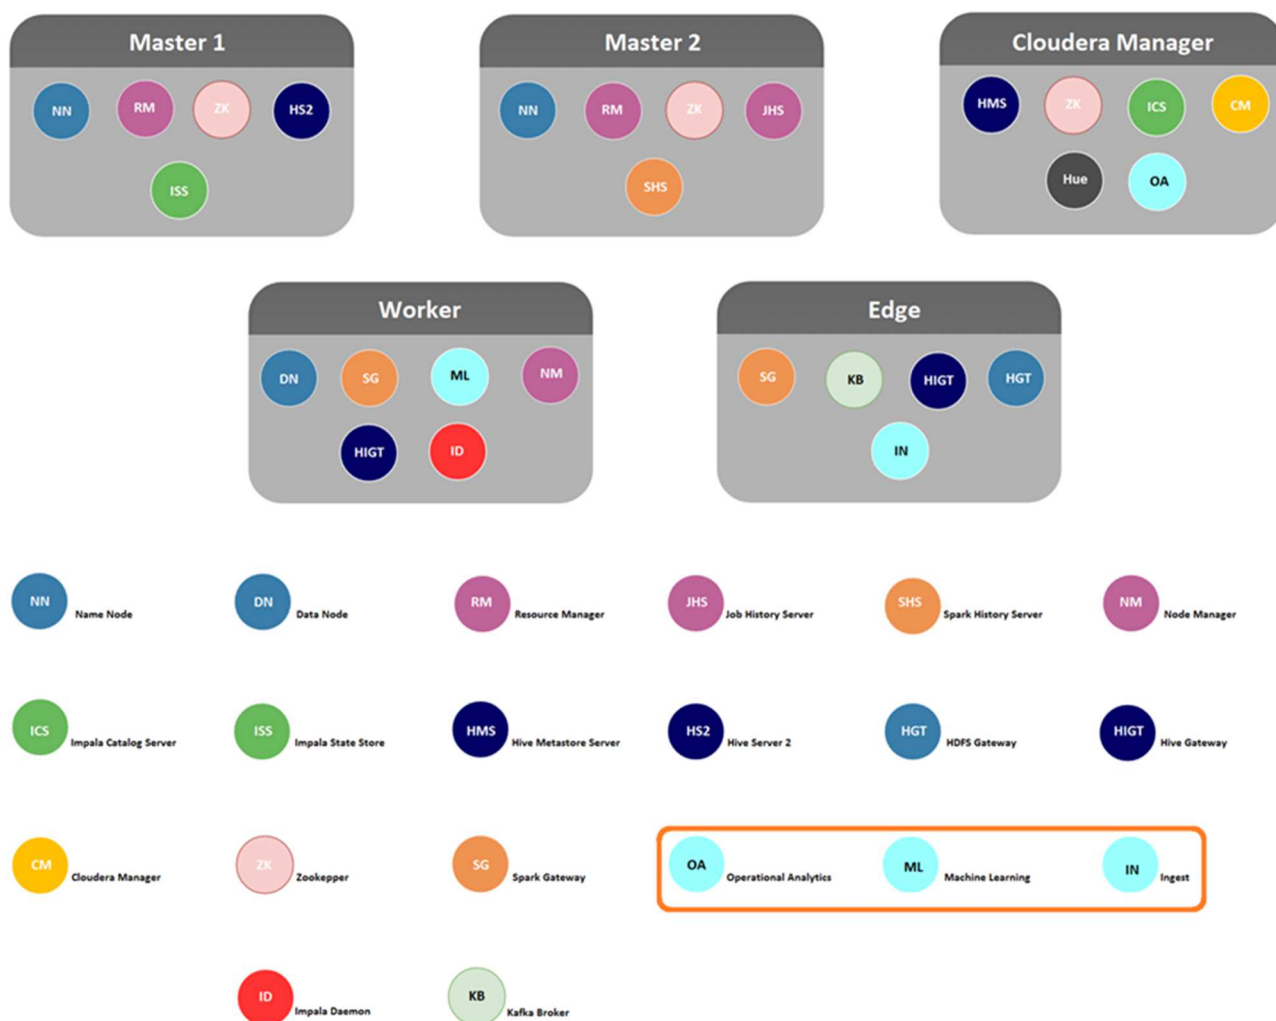 Master 1
NN RM ZK HS2
ISS
Master 2
NN RM ZK JHS
SHS
Cloudera Manager
HMS ZK ICS CM
Hue OA
Worker
DN SG ML NM
HIGT ID
Edge
SG KB HIGT HGT
IN
NN Name Node
DN Data Node
RM Resource Manager
JHS Job History Server
SHS Spark History Server
NM Node Manager
ICS Impala Catalog Server
ISS Impala State Store
HMS Hive Metastore Server
HS2 Hive Server 2
HGT HDFS Gateway
HIGT Hive Gateway
CM Cloudera Manager
ZK Zookepper
SG Spark Gateway
OA Operational Analytics
ML Machine Learning
IN Ingest
ID Impala Daemon
KB Kafka Broker